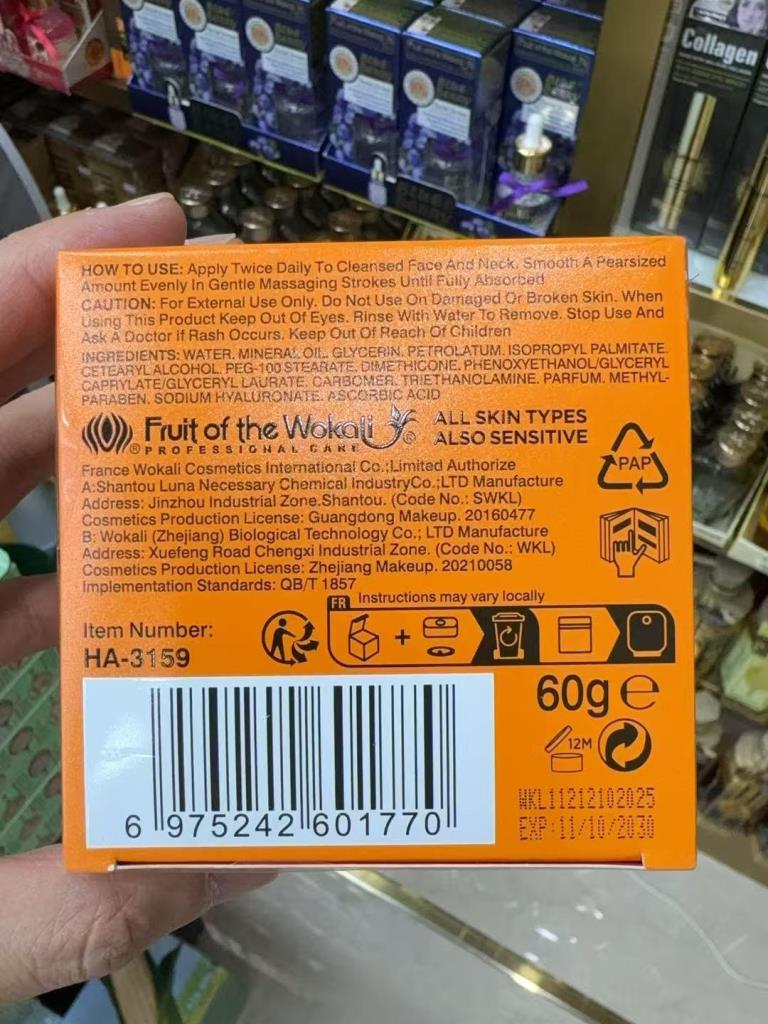 Collagen
HOW TO USE: Apply Twice Daily To Cleansed Face And Neck. Smooth A Pearsized
Amount Evenly In Gentle Massaging Strokes Until Fully Absorbed
CAUTION: For External Use Only. Do Not Use On Damaged Or Broken Skin. When
Using This Product Keep Out Of Eyes. Rinse With Water To Remove. Stop Use And
Ask A Doctor if Rash Occurs. Keep Out Of Reach Of Children
INGREDIENTS: WATER. MINERAL OIL. GLYCERIN. PETROLATUM. ISOPROPYL PALMITATE.
CETEARYL ALCOHOL. PEG-100 STEARATE. DIMETHICONE. PHENOXYETHANOL/GLYCERYL
CAPRYLATE/GLYCERYL LAURATE. CARBOMER. TRIETHANOLAMINE. PARFUM. METHYL-
PARABEN. SODIUM HYALURONATE. ASCORBIC ACID
Fruit of the Wokali ®
® PROFESSIONAL CARE
ALL SKIN TYPES
ALSO SENSITIVE
PAP
France Wokali Cosmetics International Co.;Limited Authorize
A:Shantou Luna Necessary Chemical IndustryCo.;LTD Manufacture
Address: Jinzhou Industrial Zone.Shantou. (Code No.: SWKL)
Cosmetics Production License: Guangdong Makeup. 20160477
B: Wokali (Zhejiang) Biological Technology Co.; LTD Manufacture
Address: Xuefeng Road Chengxi Industrial Zone. (Code No.: WKL)
Cosmetics Production License: Zhejiang Makeup. 20210058
Implementation Standards: QB/T 1857
FR Instructions may vary locally
Item Number:
HA-3159
+
60g e
12M
6 975242 601770
WKL11212102025
EXP:11/10/2030